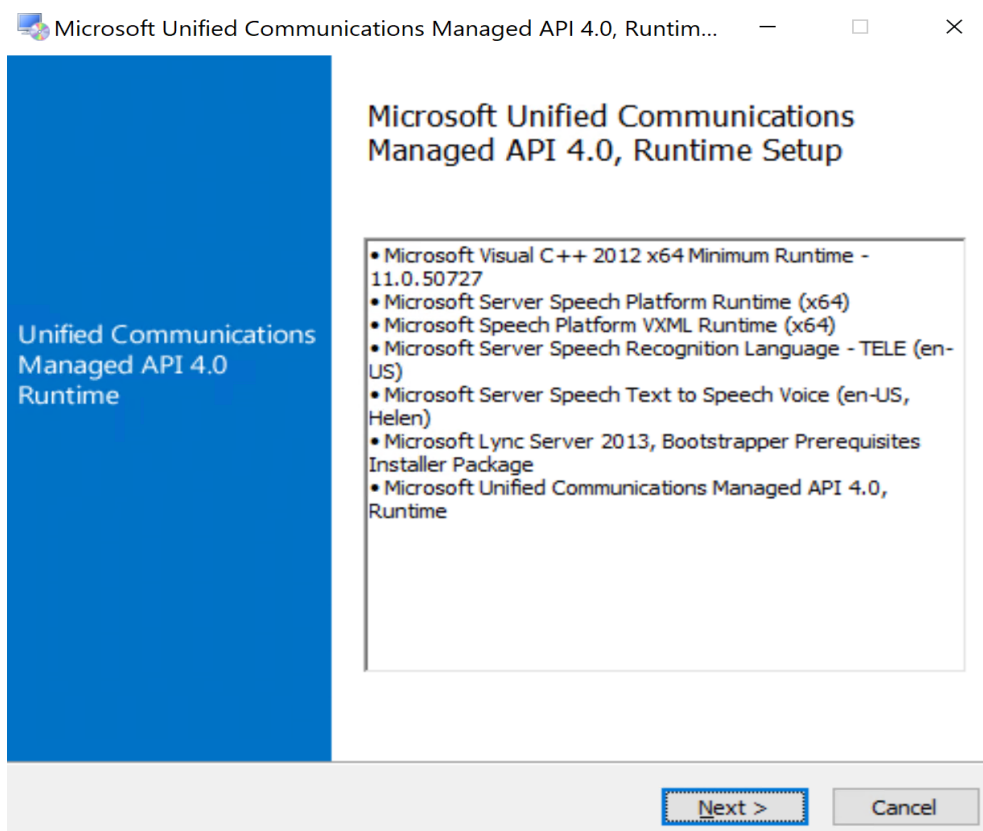 Microsoft Unified Communications Managed API 4.0, Runtim...
Microsoft Unified Communications
Managed API 4.0, Runtime Setup
Unified Communications
Managed API 4.0
Runtime
• Microsoft Visual C++ 2012 x64 Minimum Runtime -
11.0.50727
• Microsoft Server Speech Platform Runtime (x64)
• Microsoft Speech Platform VXML Runtime (x64)
• Microsoft Server Speech Recognition Language - TELE (en-
US)
• Microsoft Server Speech Text to Speech Voice (en-US,
Helen)
• Microsoft Lync Server 2013, Bootstrapper Prerequisites
Installer Package
• Microsoft Unified Communications Managed API 4.0,
Runtime
Next >
Cancel